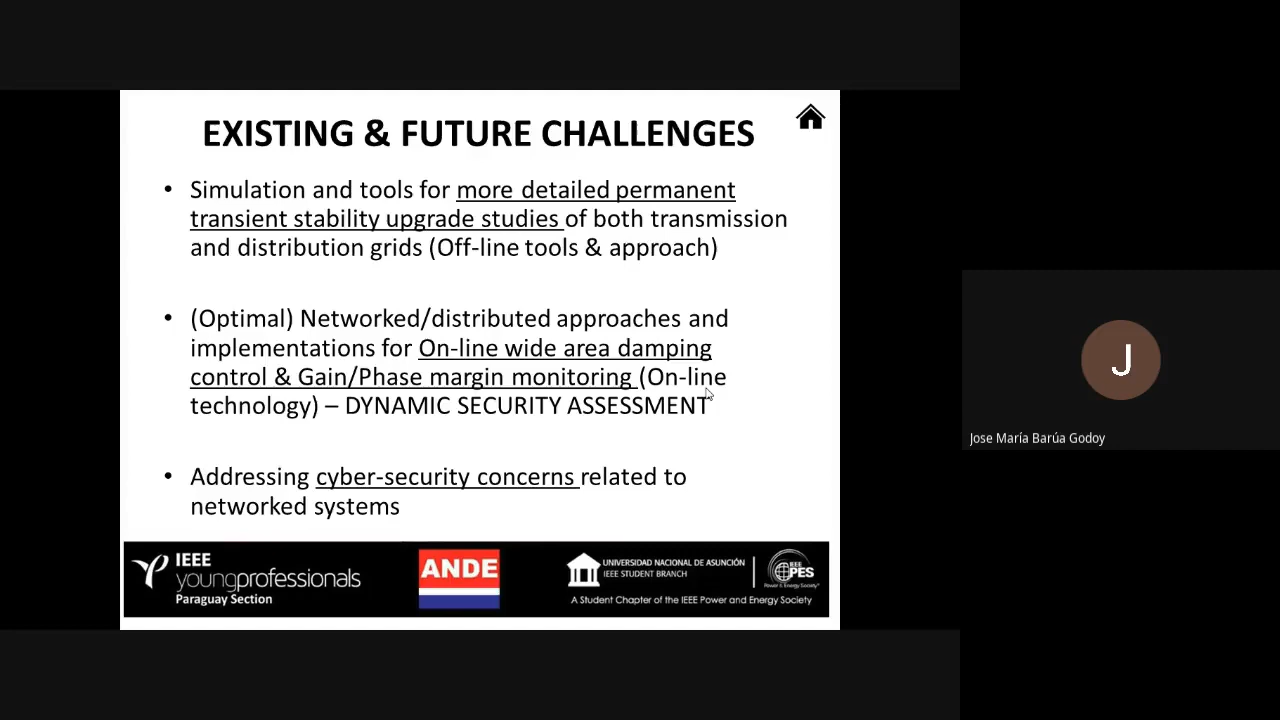 EXISTING & FUTURE CHALLENGES
• Simulation and tools for more detailed permanent
transient stability upgrade studies of both transmission
and distribution grids (Off-line tools & approach)
• (Optimal) Networked/distributed approaches and
implementations for On-line wide area damping
control & Gain/Phase margin monitoring (On-line
technology) – DYNAMIC SECURITY ASSESSMENT
• Addressing cyber-security concerns related to
networked systems
IEEE
youngprofessionals
Paraguay Section
ANDE
UNIVERSIDAD NACIONAL DE ASUNCIÓN
IEEE STUDENT BRANCH
IEEE
PES
Power & Energy Society
A Student Chapter of the IEEE Power and Energy Society
J
Jose María Barúa Godoy